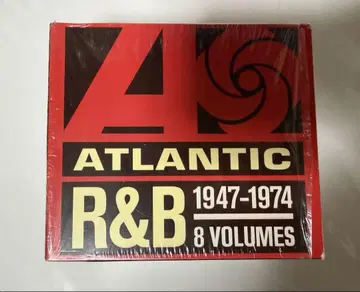 A
ATLANTIC
R&B
1947-1974
8 VOLUMES